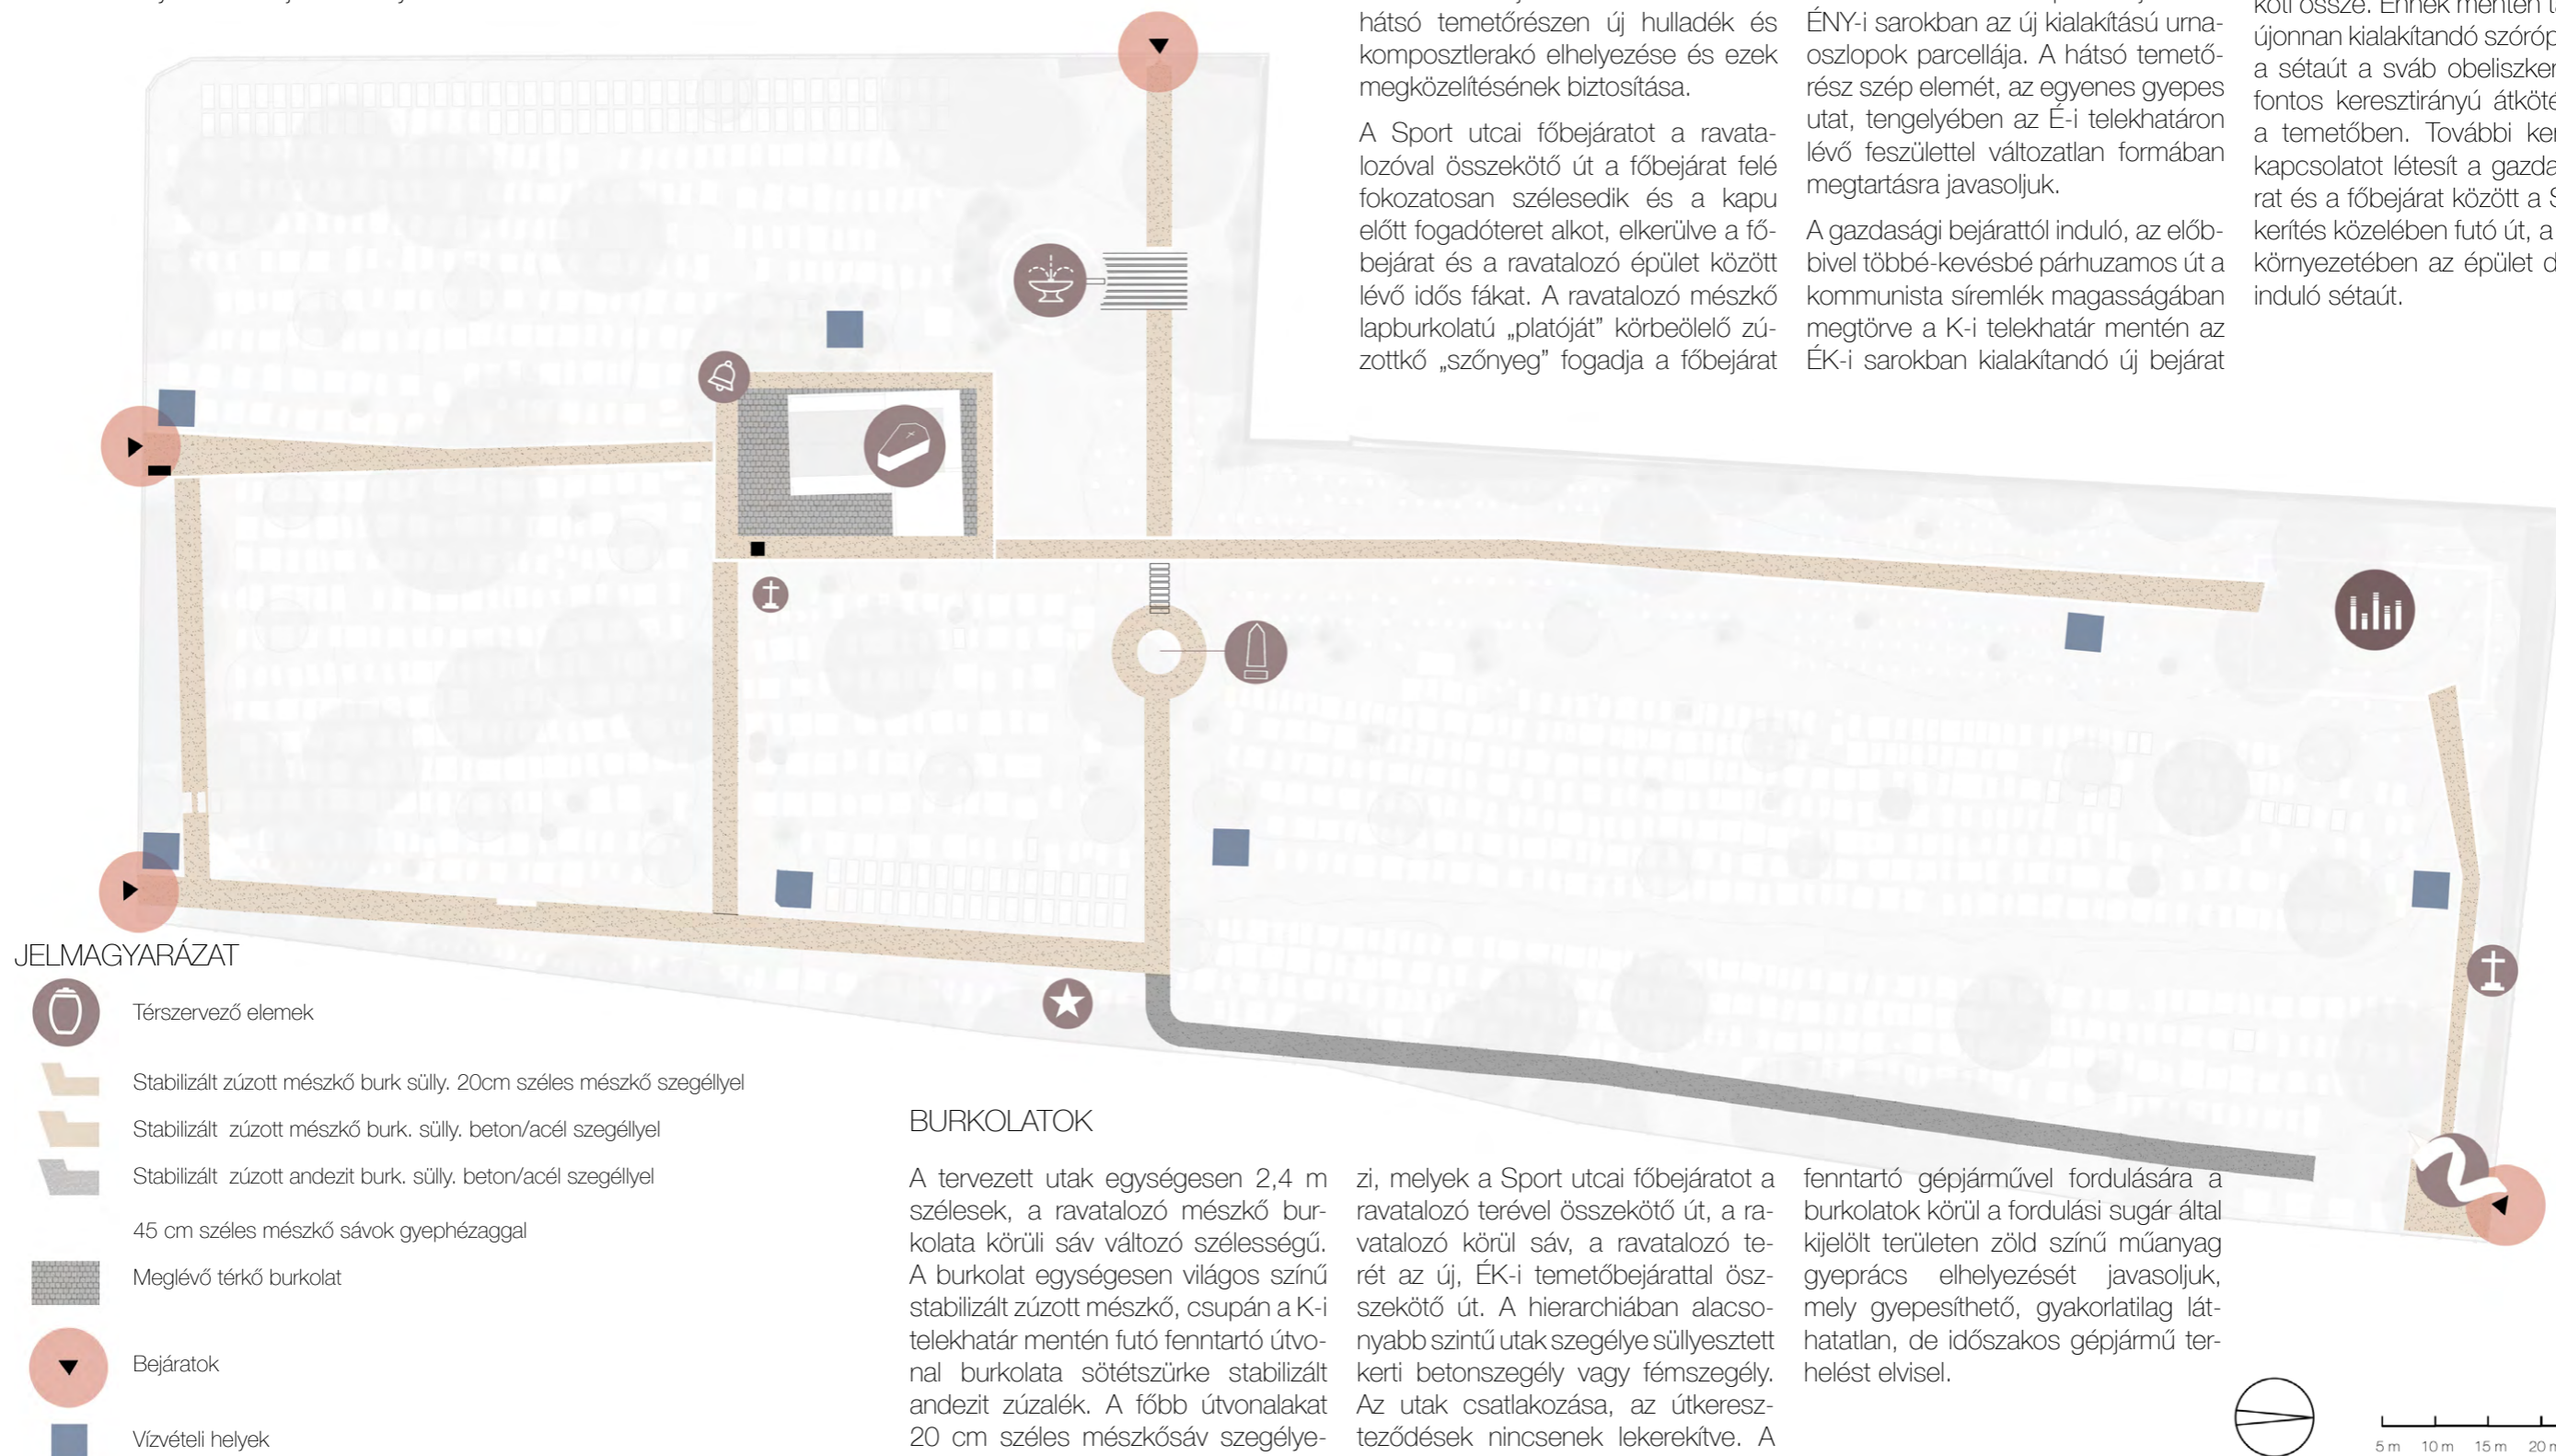 hátsó temetőrészen új hulladék és
komposztlerakó elhelyezése és ezek
megközelítésének biztosítása.
A Sport utcai főbejáratot a ravata-
lozóval összekötő út a főbejárat felé
fokozatosan szélesedik és a kapu
előtt fogadóteret alkot, elkerülve a fő-
bejárat és a ravatalozó épület között
lévő idős fákat. A ravatalozó mészkő
lapburkolatú „platóját” körbeölelő zú-
zottkő „szőnyeg” fogadja a főbejárat
ÉNY-i sarokban az új kialakítású urna-
oszlopok parcellája. A hátsó temető-
rész szép elemét, az egyenes gyepes
utat, tengelyében az É-i telekhatáron
lévő feszülettel változatlan formában
megtartásra javasoljuk.
A gazdasági bejárattól induló, az előb-
bivel többé-kevésbé párhuzamos út a
kommunista síremlék magasságában
megtörve a K-i telekhatár mentén az
ÉK-i sarokban kialakítandó új bejárat
köti össze. Ennek mentén
újonnan kialakítandó
a sétaút a sváb
fontos keresztirányú
a temetőben. További
kapcsolatot létesít a
rat és a főbejárat között a
kerítés közelében futó út, a
környezetében az épület
induló sétaút.
JELMAGYARÁZAT
Térszervező elemek
Stabilizált zúzott mészkő burk sülly. 20cm széles mészkő szegéllyel
Stabilizált zúzott mészkő burk. sülly. beton/acél szegéllyel
Stabilizált zúzott andezit burk. sülly. beton/acél szegéllyel
45 cm széles mészkő sávok gyephézaggal
Meglévő térkő burkolat
Bejáratok
Vízvételi helyek
BURKOLATOK
A tervezett utak egységesen 2,4 m
szélesek, a ravatalozó mészkő bur-
kolata körüli sáv változó szélességű.
A burkolat egységesen világos színű
stabilizált zúzott mészkő, csupán a K-i
telekhatár mentén futó fenntartó útvo-
nal burkolata sötétszürke stabilizált
andezit zúzalék. A főbb útvonalakat
20 cm széles mészkősáv szegélye-
zi, melyek a Sport utcai főbejáratot a
ravatalozó terével összekötő út, a ra-
vatalozó körül sáv, a ravatalozó te-
rét az új, ÉK-i temetőbejárattal ösz-
szekötő út. A hierarchiában alacso-
nyabb szintű utak szegélye süllyesztett
kerti betonszegély vagy fémszegély.
Az utak csatlakozása, az útkeresz-
teződések nincsenek lekerekítve. A
fenntartó gépjárművel fordulására a
burkolatok körül a fordulási sugár által
kijelölt területen zöld színű műanyag
gyeprács elhelyezését javasoljuk,
mely gyepesíthető, gyakorlatilag lát-
hatatlan, de időszakos gépjármű ter-
helést elvisel.
5 m 10 m 15 m 20 m